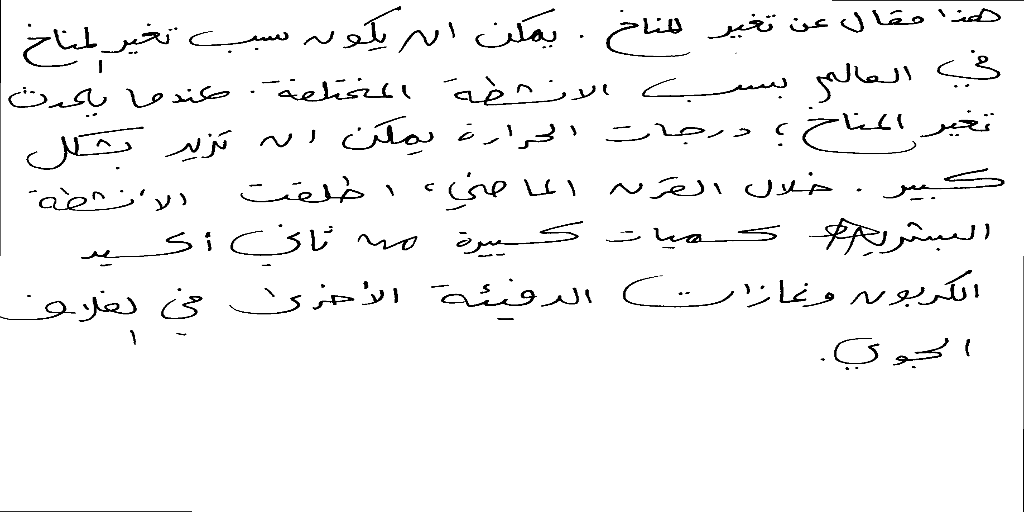 هذا مقال عن تغير المناخ . يمكن ان يكون سبب تغير المناخ
في العالم بسبب الانشطة المختلفة . عندما يحدث
تغير المناخ ، درجات الحرارة يمكن ان تزيد بشكل
كبير . خلال القرن الماضي ، اطلقت الأنشطة
البشرية كميات كبيرة من ثاني أكسيد
الكربون وغازات الدفيئة الأخرى في الغلاف
الجوي .